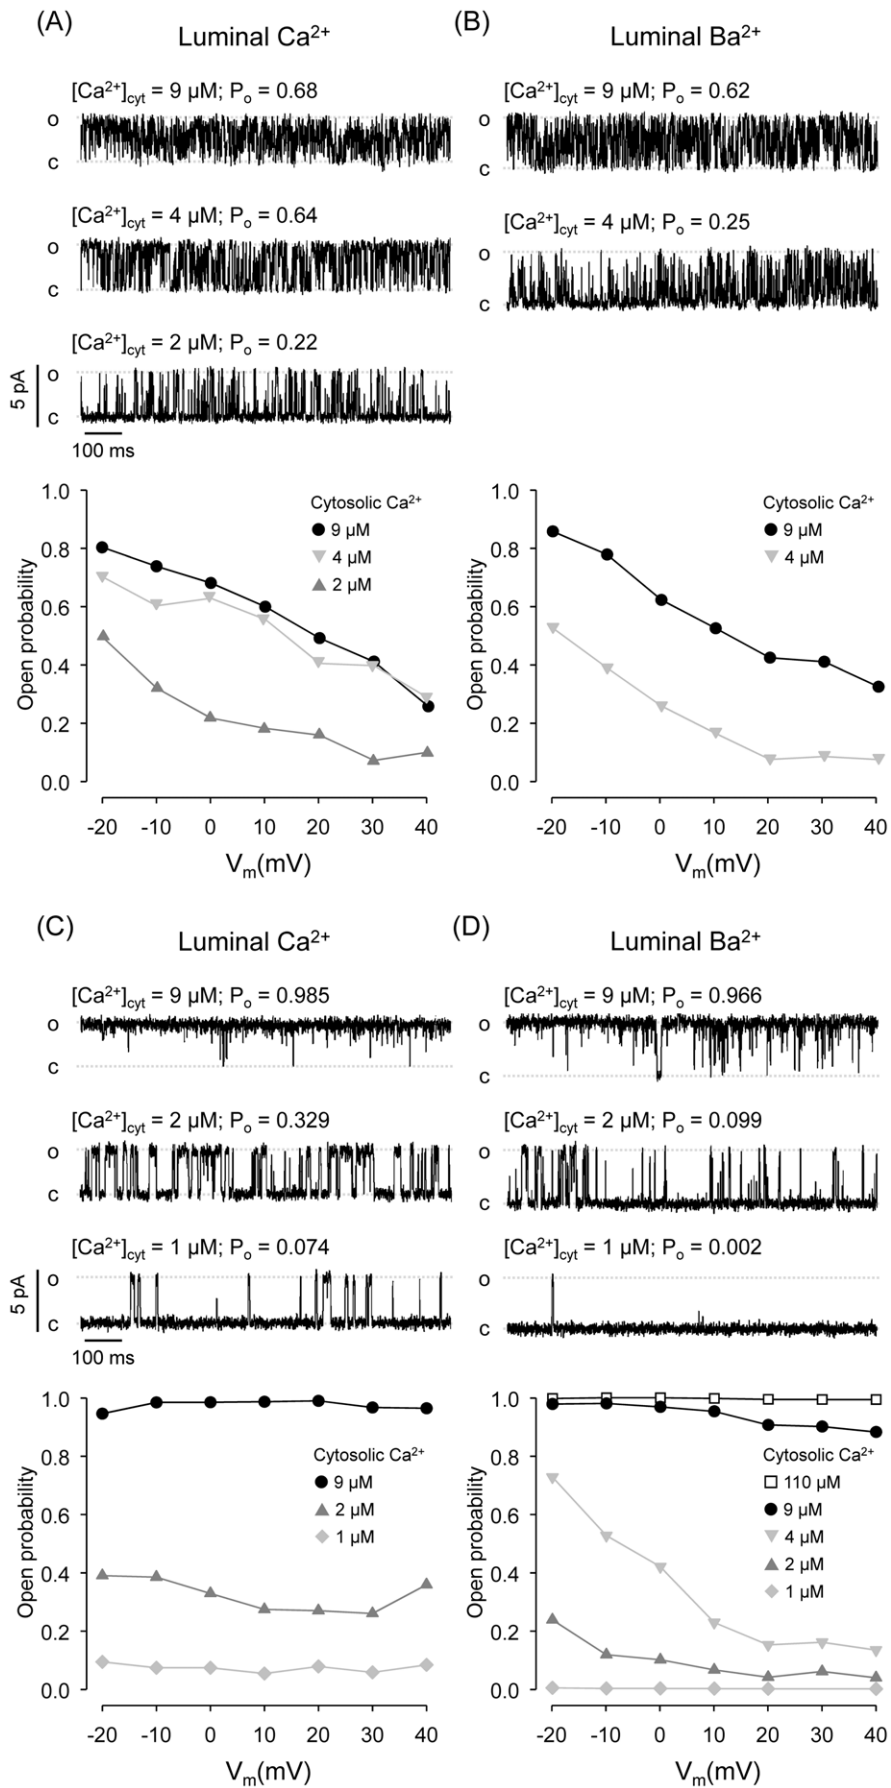 (A)
Luminal Ca²⁺
[Ca²⁺]cyt = 9 µM; Po = 0.68
o
c
[Ca²⁺]cyt = 4 µM; Po = 0.64
o
c
[Ca²⁺]cyt = 2 µM; Po = 0.22
o
c
5 pA
100 ms
1.0
0.8
0.6
0.4
0.2
0.0
Open probability
Cytosolic Ca²⁺
9 µM
4 µM
2 µM
-20 -10 0 10 20 30 40
Vm(mV)
(B)
Luminal Ba²⁺
[Ca²⁺]cyt = 9 µM; Po = 0.62
o
c
[Ca²⁺]cyt = 4 µM; Po = 0.25
o
c
1.0
0.8
0.6
0.4
0.2
0.0
Open probability
Cytosolic Ca²⁺
9 µM
4 µM
-20 -10 0 10 20 30 40
Vm(mV)
(C)
Luminal Ca²⁺
[Ca²⁺]cyt = 9 µM; Po = 0.985
o
c
[Ca²⁺]cyt = 2 µM; Po = 0.329
o
c
[Ca²⁺]cyt = 1 µM; Po = 0.074
o
c
5 pA
100 ms
1.0
0.8
0.6
0.4
0.2
0.0
Open probability
Cytosolic Ca²⁺
9 µM
2 µM
1 µM
-20 -10 0 10 20 30 40
Vm(mV)
(D)
Luminal Ba²⁺
[Ca²⁺]cyt = 9 µM; Po = 0.966
o
c
[Ca²⁺]cyt = 2 µM; Po = 0.099
o
c
[Ca²⁺]cyt = 1 µM; Po = 0.002
o
c
1.0
0.8
0.6
0.4
0.2
0.0
Open probability
Cytosolic Ca²⁺
110 µM
9 µM
4 µM
2 µM
1 µM
-20 -10 0 10 20 30 40
Vm(mV)